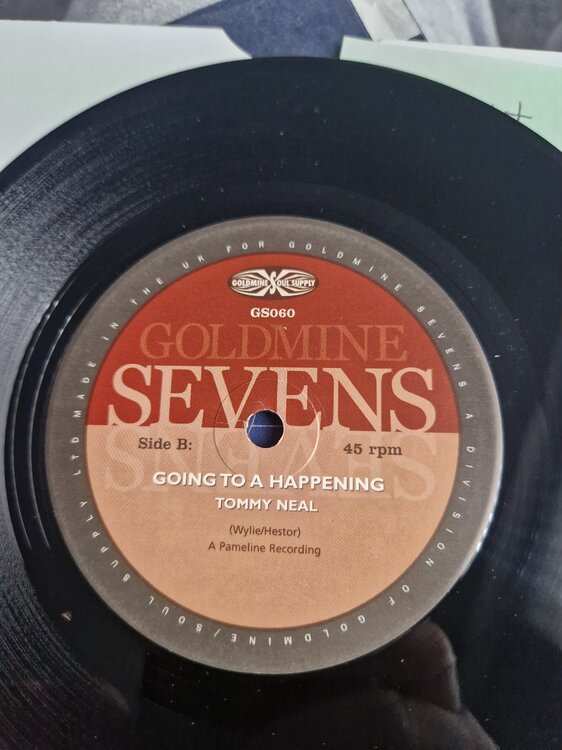 GOLDMINE SOUL SUPPLY
GS060
GOLDMINE
SEVENS
SEVENS
Side B:
45 rpm
GOING TO A HAPPENING
TOMMY NEAL
(Wylie/Hestor)
A Pameline Recording
MADE IN THE UK FOR GOLDMINE SEVENS A DIVISION OF GOLDMINE/SOUL SUPPLY LTD